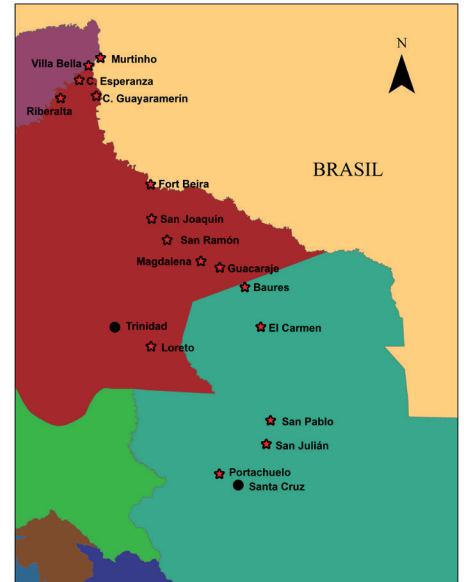 N
Murtinho
Villa Bella
C. Esperanza
C. Guayaramerín
Riberalta
BRASIL
Fort Beira
San Joaquín
San Ramón
Magdalena
Guacaraje
Baures
Trinidad
El Carmen
Loreto
San Pablo
San Julián
Portachuelo
Santa Cruz